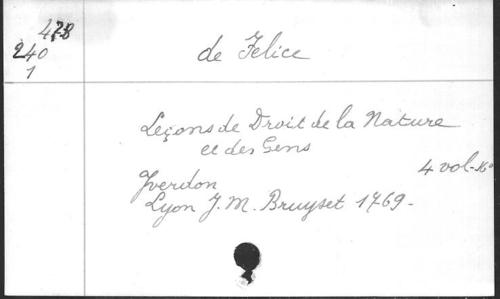 478
240
1
de Felice
Leçons de Droit de la Nature
et des Gens
4 vol-16°
Yverdon
Lyon J. M. Bruyset 1769.